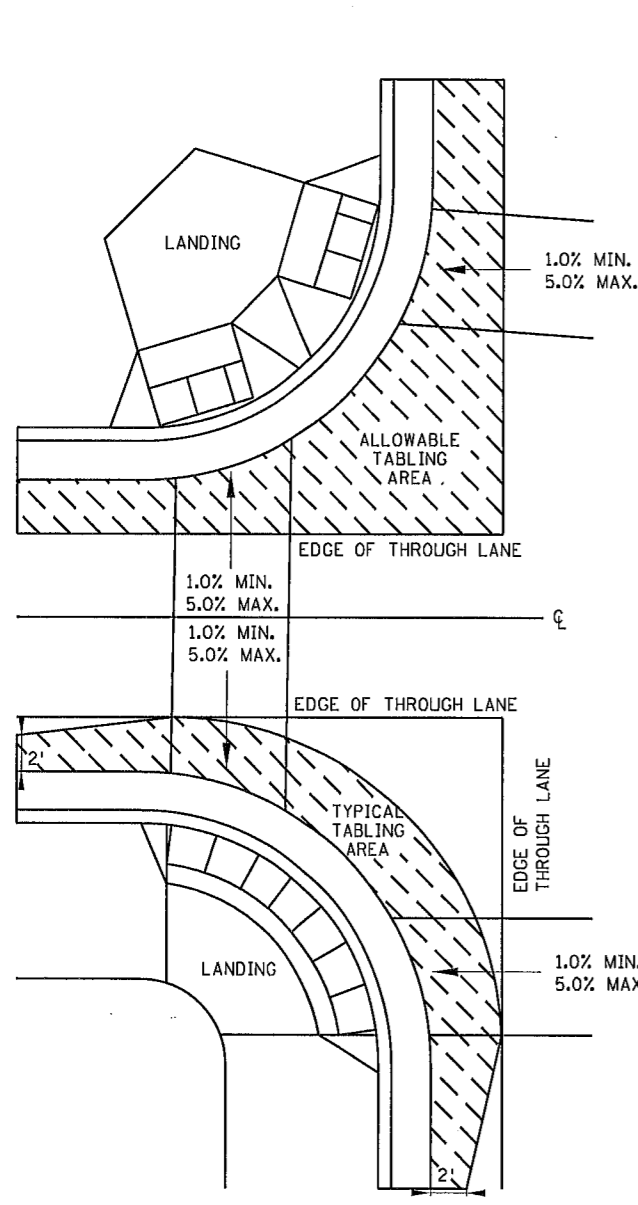 LANDING
1.0% MIN.
5.0% MAX.
ALLOWABLE
TABLING
AREA
EDGE OF THROUGH LANE
1.0% MIN.
5.0% MAX.
℄
1.0% MIN.
5.0% MAX.
EDGE OF THROUGH LANE
2'
TYPICAL
TABLING
AREA
EDGE OF
THROUGH LANE
LANDING
1.0% MIN.
5.0% MAX
2'